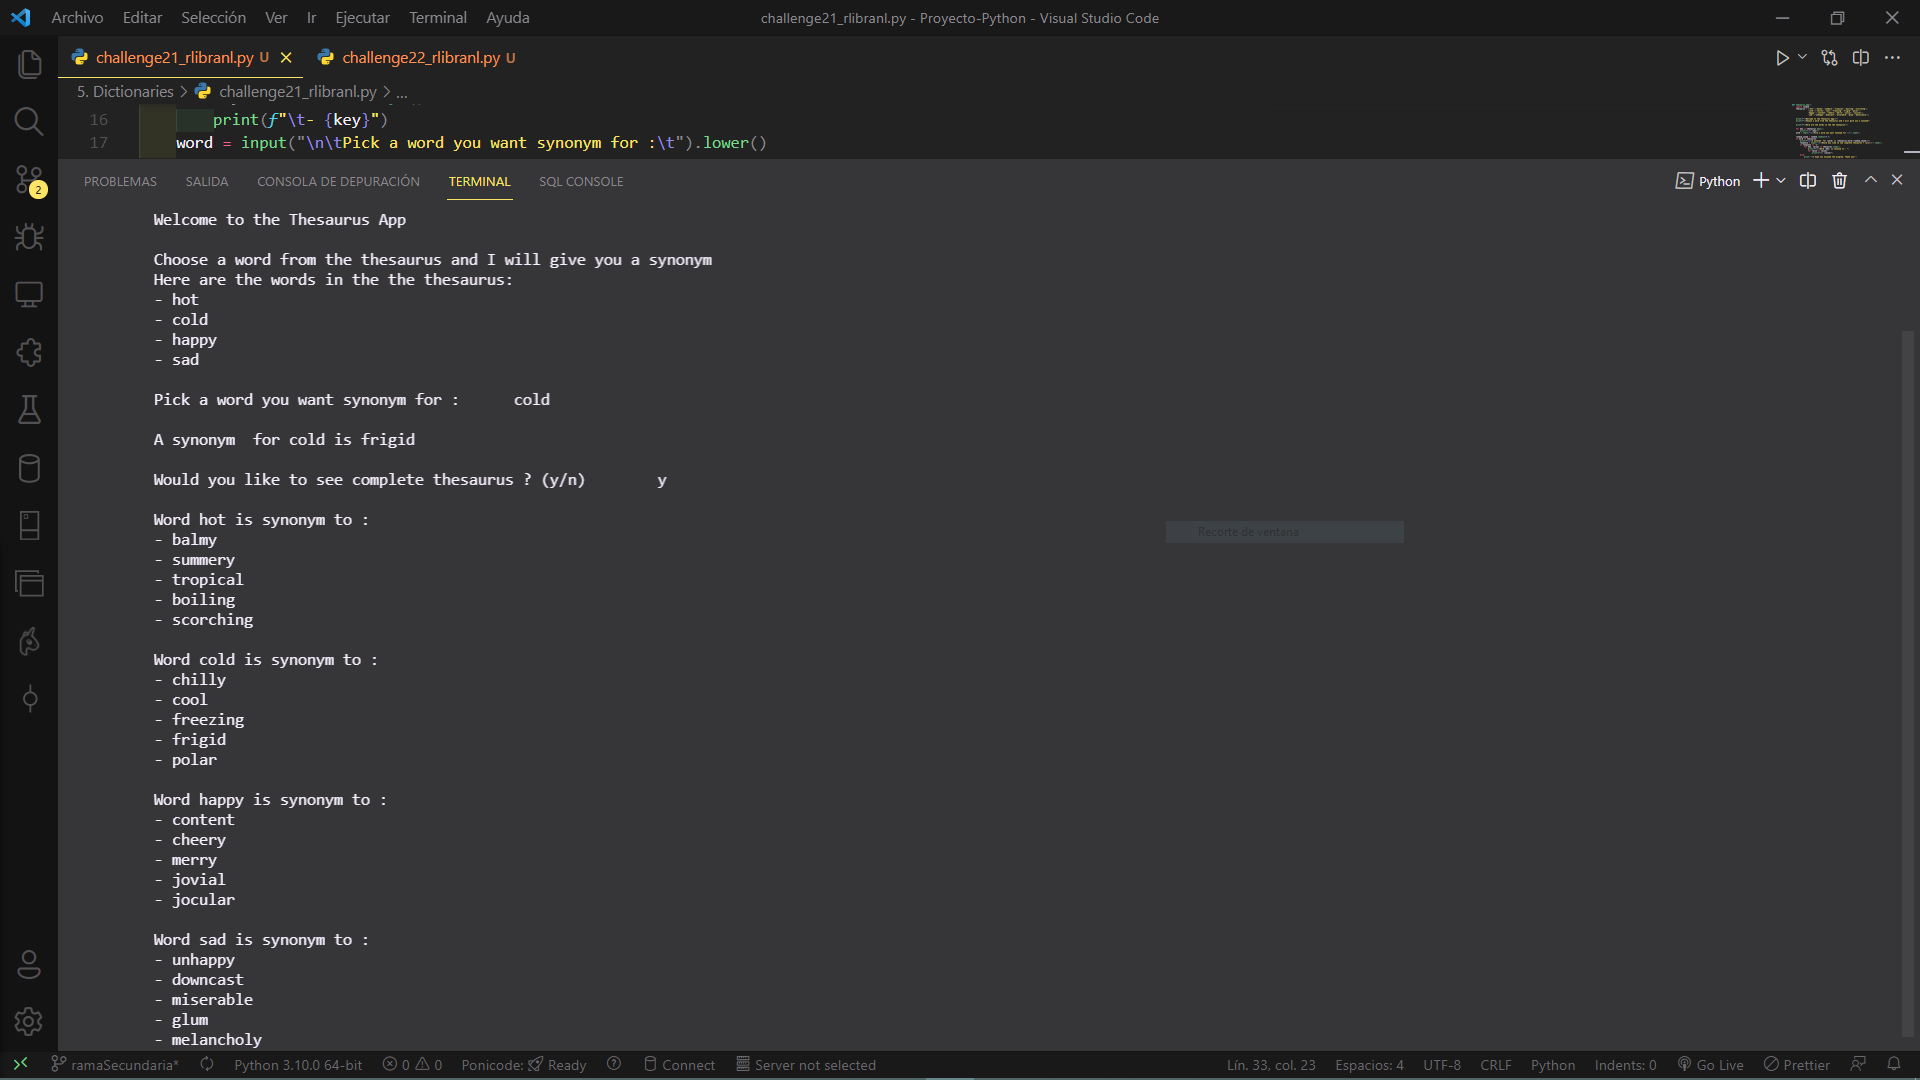 Archivo Editar Selección Ver Ir Ejecutar Terminal Ayuda
challenge21_rlibranl.py - Proyecto-Python - Visual Studio Code
challenge21_rlibranl.py U
challenge22_rlibranl.py U
5. Dictionaries > challenge21_rlibranl.py > ...
16 print(f"\t- {key}")
17 word = input("\n\tPick a word you want synonym for :\t").lower()
PROBLEMAS SALIDA CONSOLA DE DEPURACIÓN TERMINAL SQL CONSOLE
Python
Welcome to the Thesaurus App
Choose a word from the thesaurus and I will give you a synonym
Here are the words in the the thesaurus:
- hot
- cold
- happy
- sad
Pick a word you want synonym for : cold
A synonym  for cold is frigid
Would you like to see complete thesaurus ? (y/n) y
Word hot is synonym to :
- balmy
- summery
- tropical
- boiling
- scorching
Word cold is synonym to :
- chilly
- cool
- freezing
- frigid
- polar
Word happy is synonym to :
- content
- cheery
- merry
- jovial
- jocular
Word sad is synonym to :
- unhappy
- downcast
- miserable
- glum
- melancholy
Recorte de ventana
2
ramaSecundaria* Python 3.10.0 64-bit 0 0 Ponicode: Ready Connect Server not selected
Lín. 33, col. 23 Espacios: 4 UTF-8 CRLF Python Indents: 0 Go Live Prettier